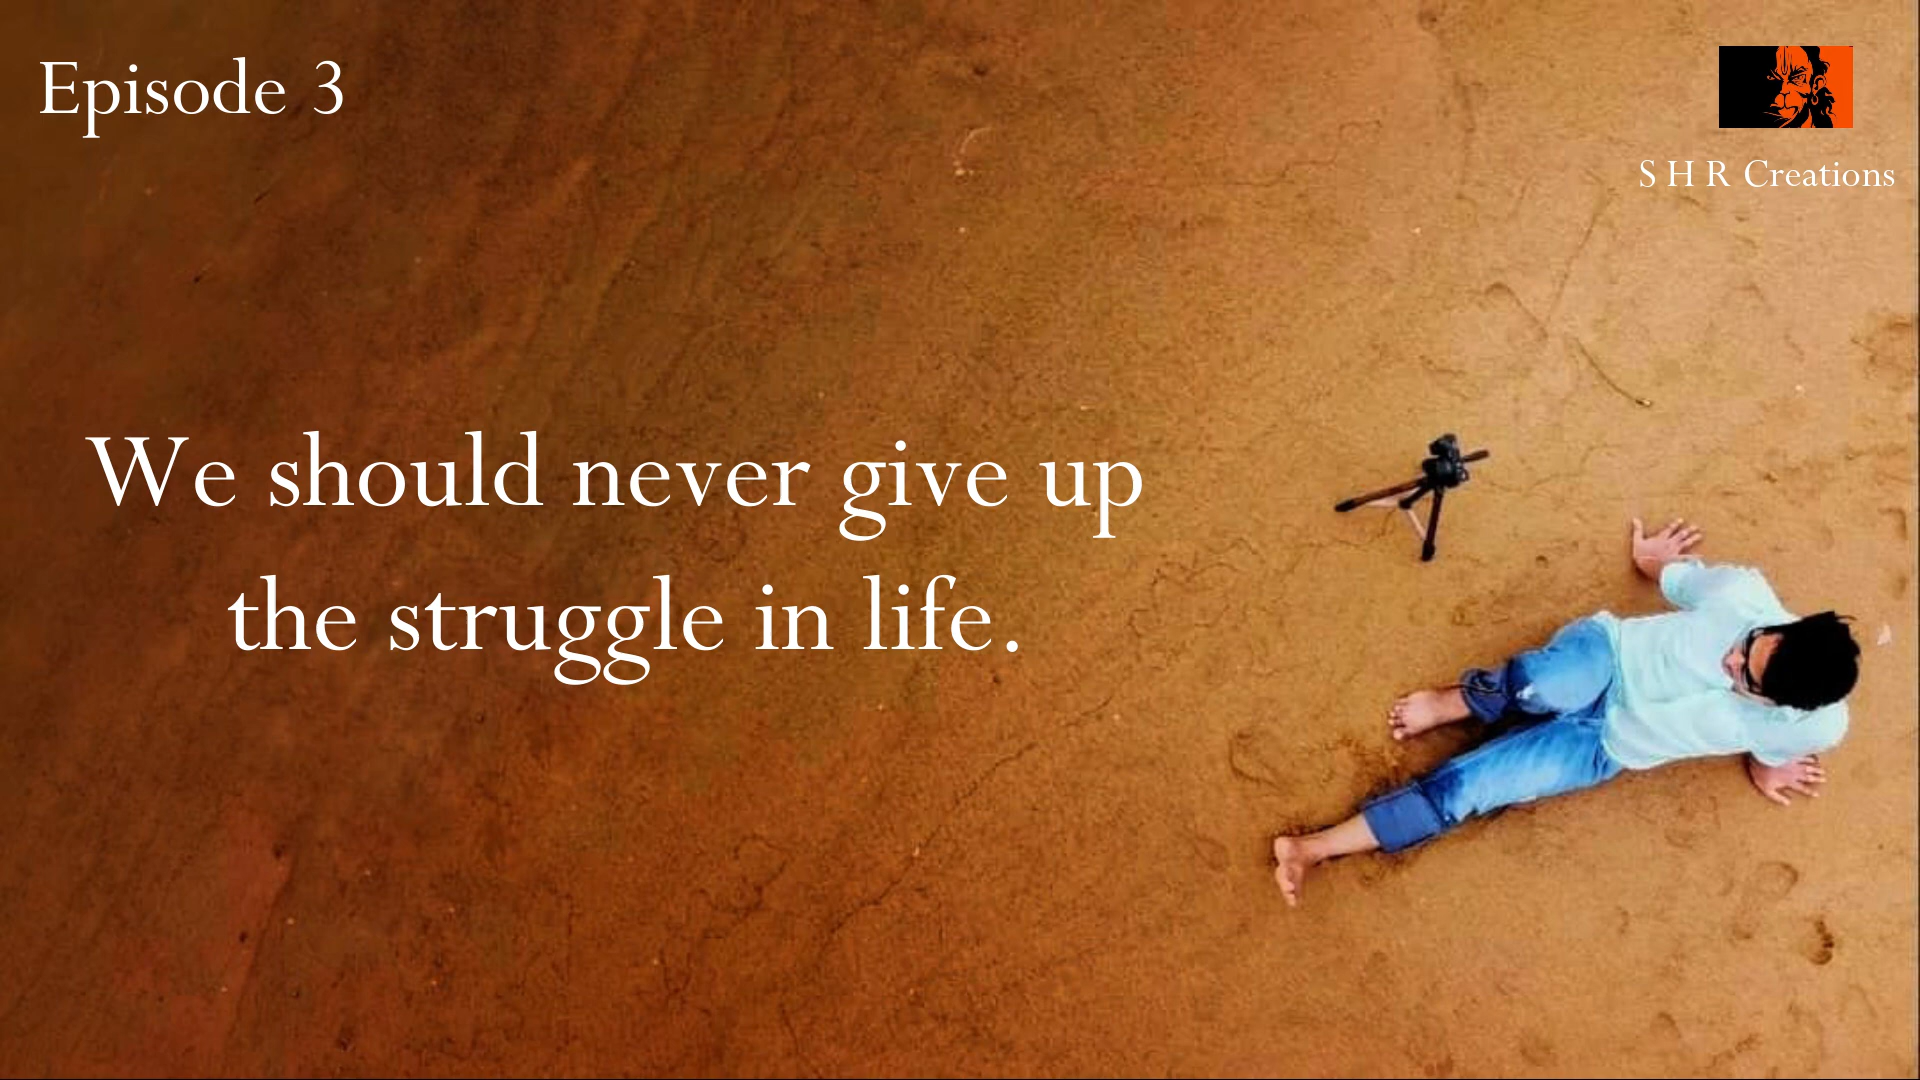 Episode 3
S H R Creations
We should never give up
the struggle in life.